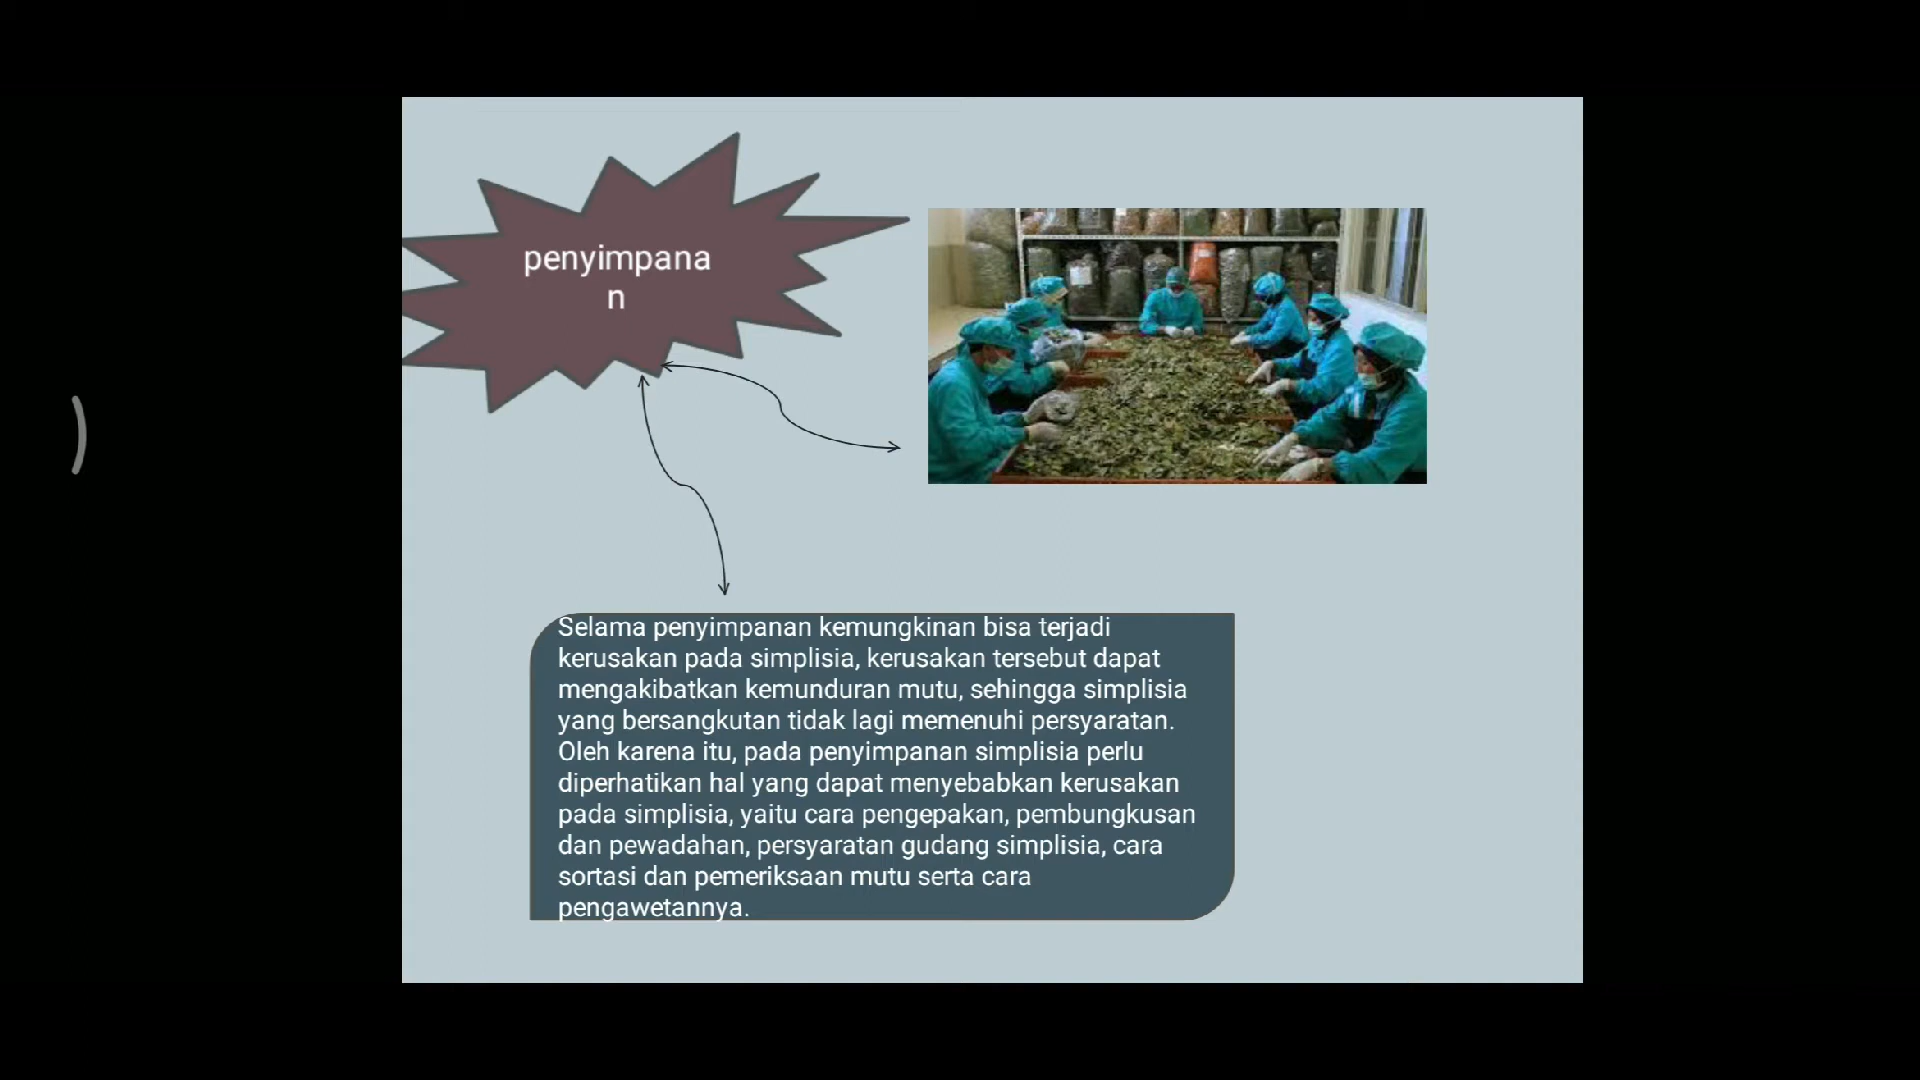 penyimpana
n
Selama penyimpanan kemungkinan bisa terjadi
kerusakan pada simplisia, kerusakan tersebut dapat
mengakibatkan kemunduran mutu, sehingga simplisia
yang bersangkutan tidak lagi memenuhi persyaratan.
Oleh karena itu, pada penyimpanan simplisia perlu
diperhatikan hal yang dapat menyebabkan kerusakan
pada simplisia, yaitu cara pengepakan, pembungkusan
dan pewadahan, persyaratan gudang simplisia, cara
sortasi dan pemeriksaan mutu serta cara
pengawetannya.